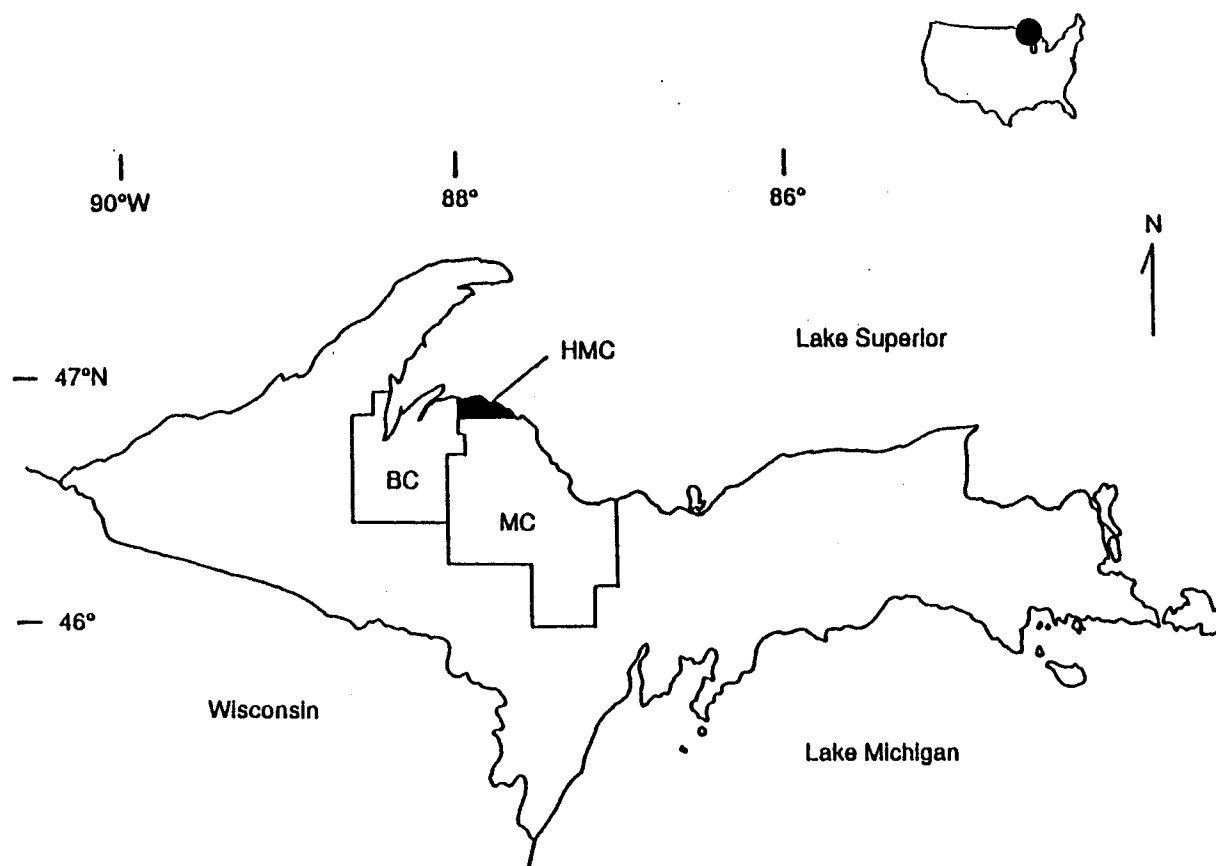 90°W
88°
86°
N
HMC
Lake Superior
47°N
BC
MC
46°
Wisconsin
Lake Michigan